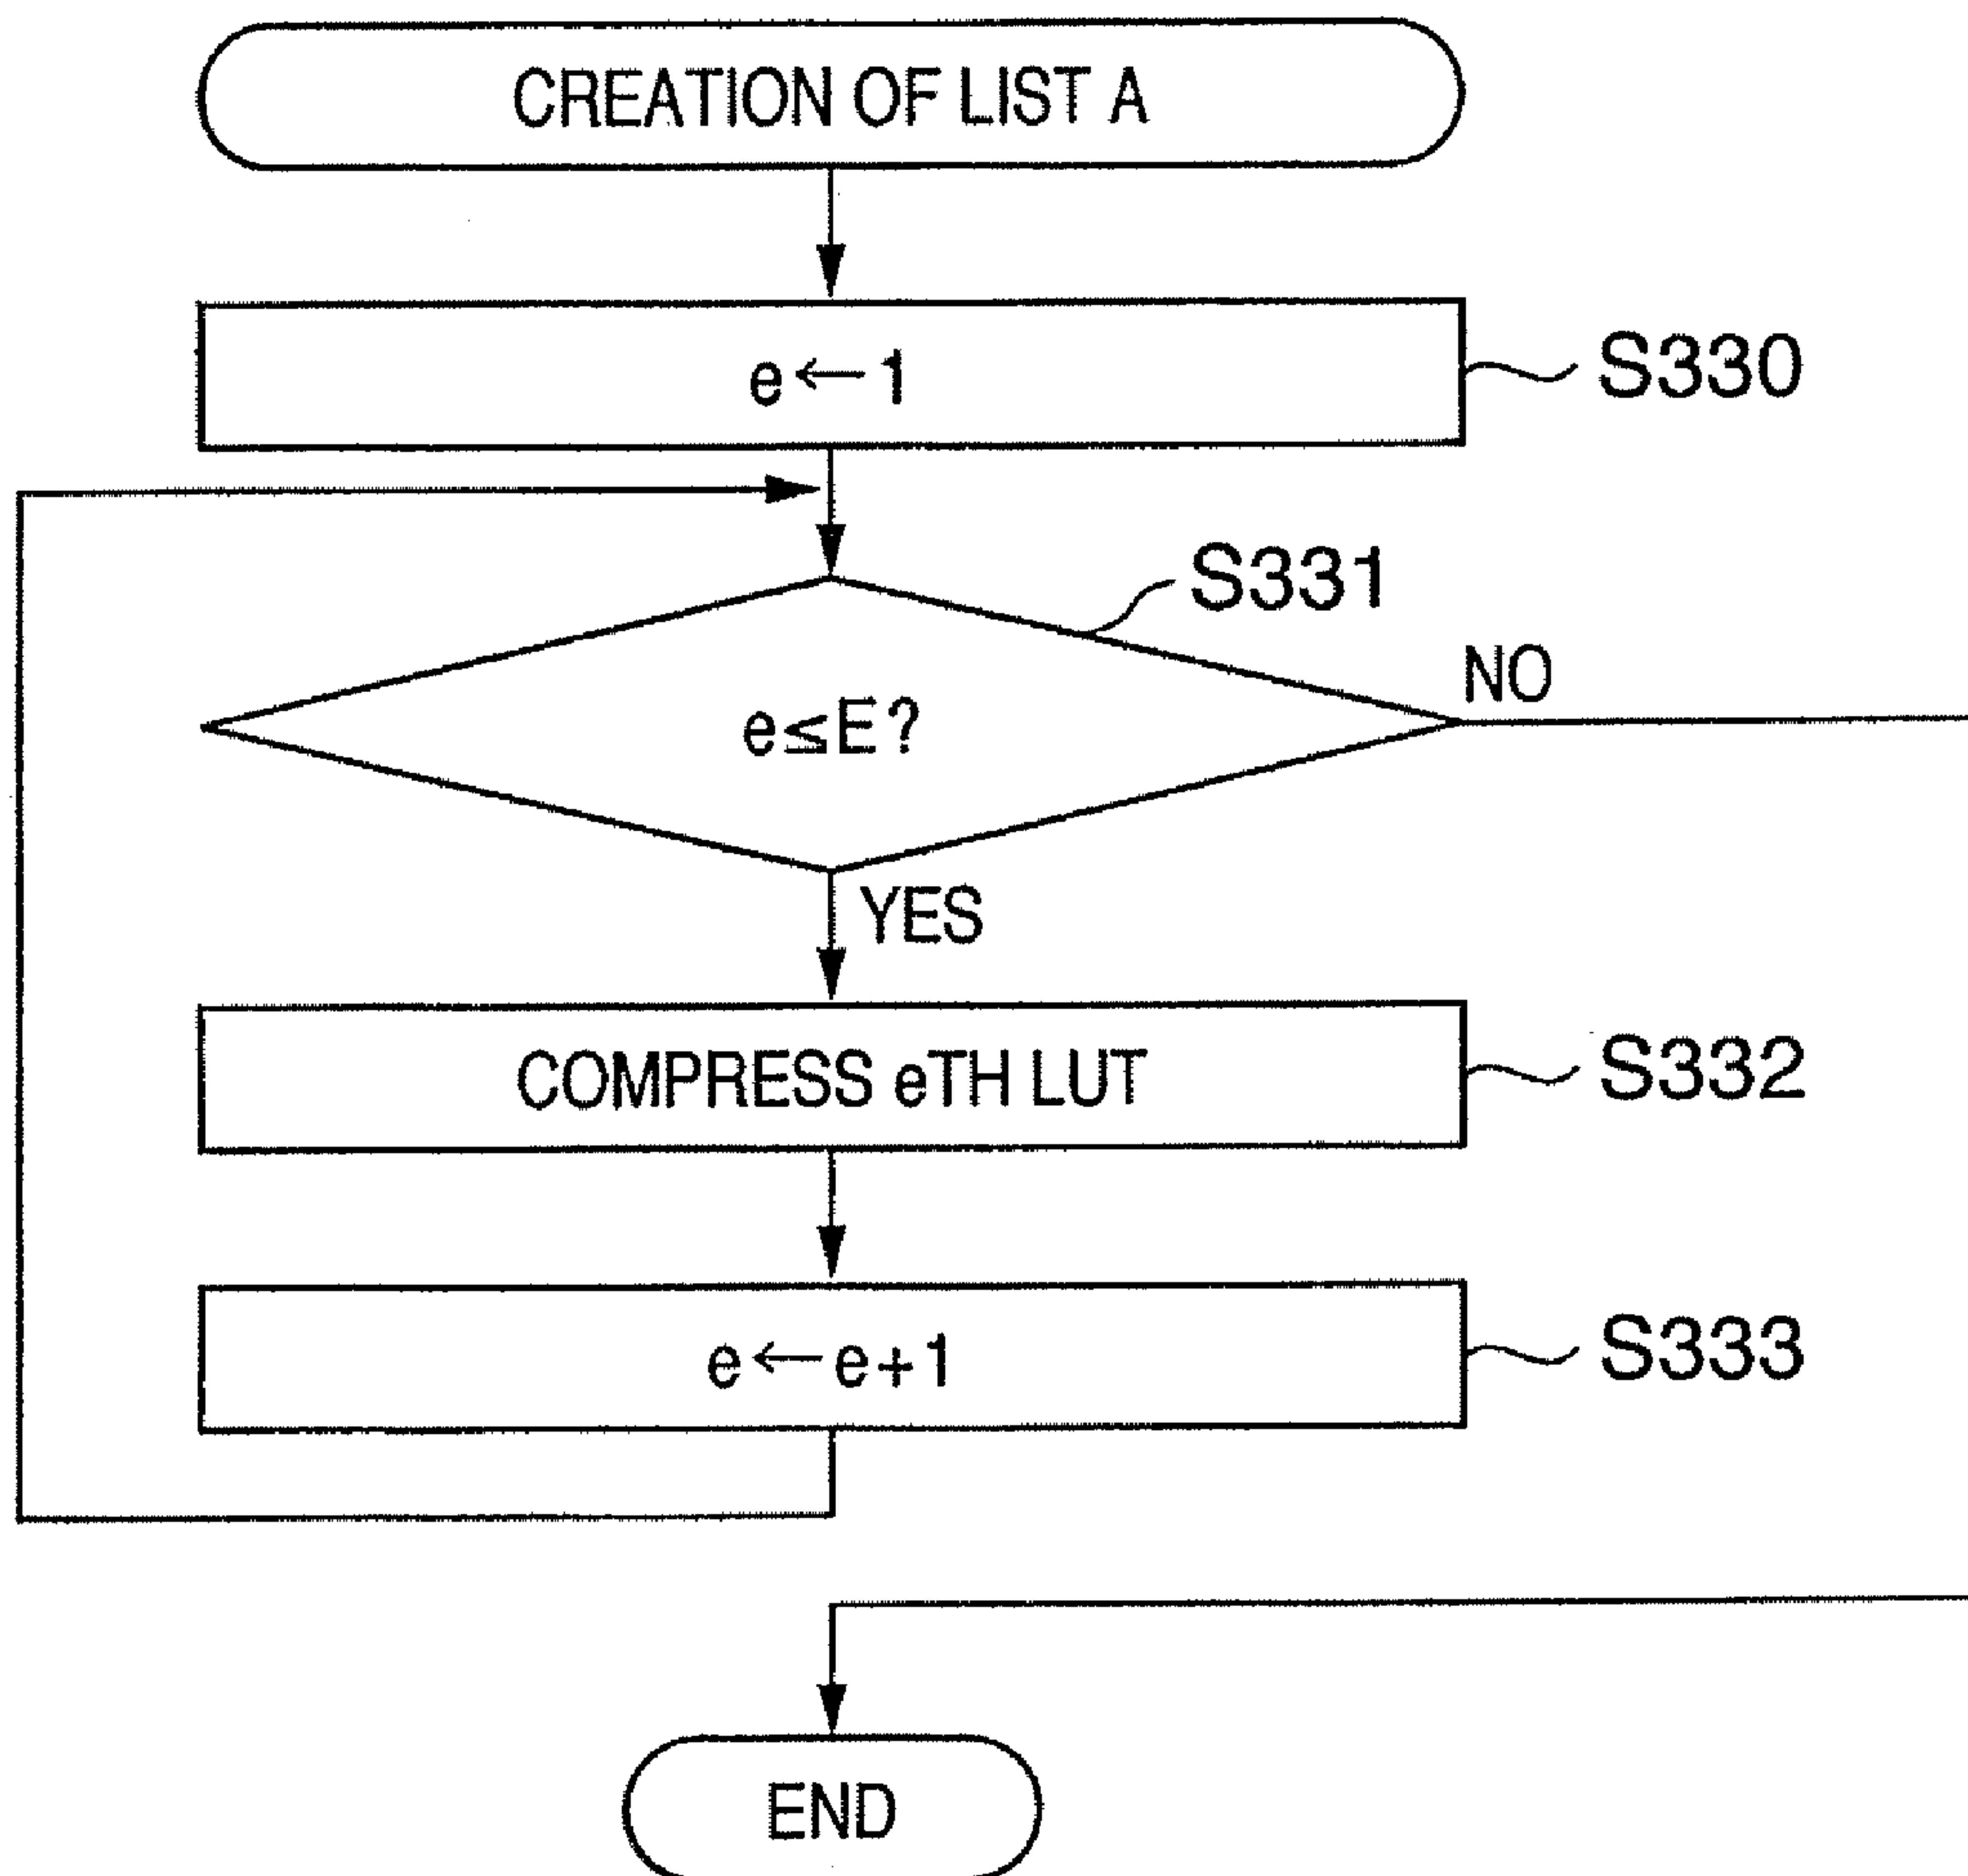 CREATION OF LIST A
e←1
S330
S331
e≤E?
NO
YES
COMPRESS eTH LUT
S332
e←e+1
S333
END